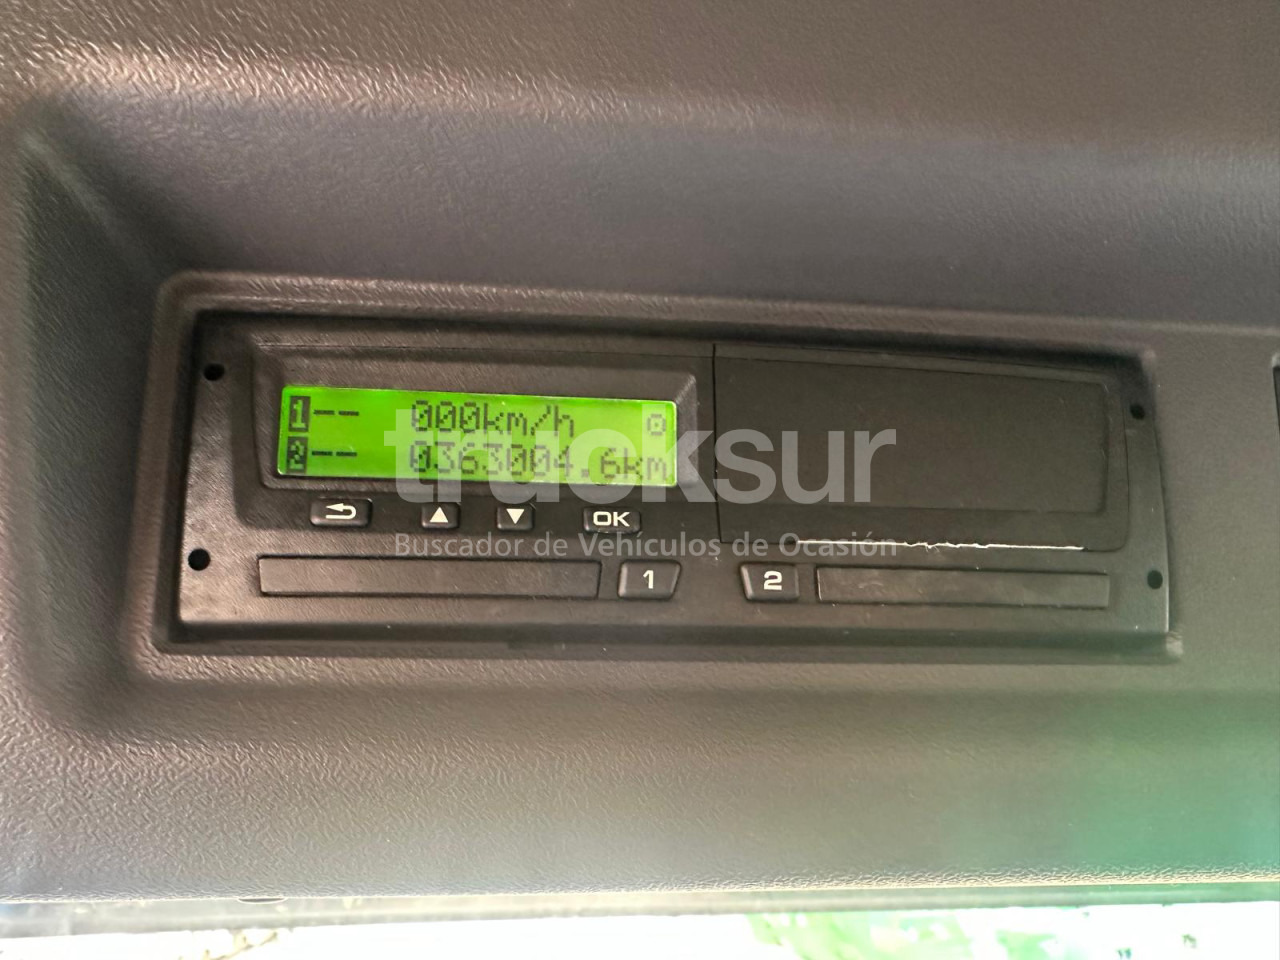 1-- 000km/h
2-- 0363004.6km
trucksur
OK
Buscador de Vehículos de Ocasión
1 2